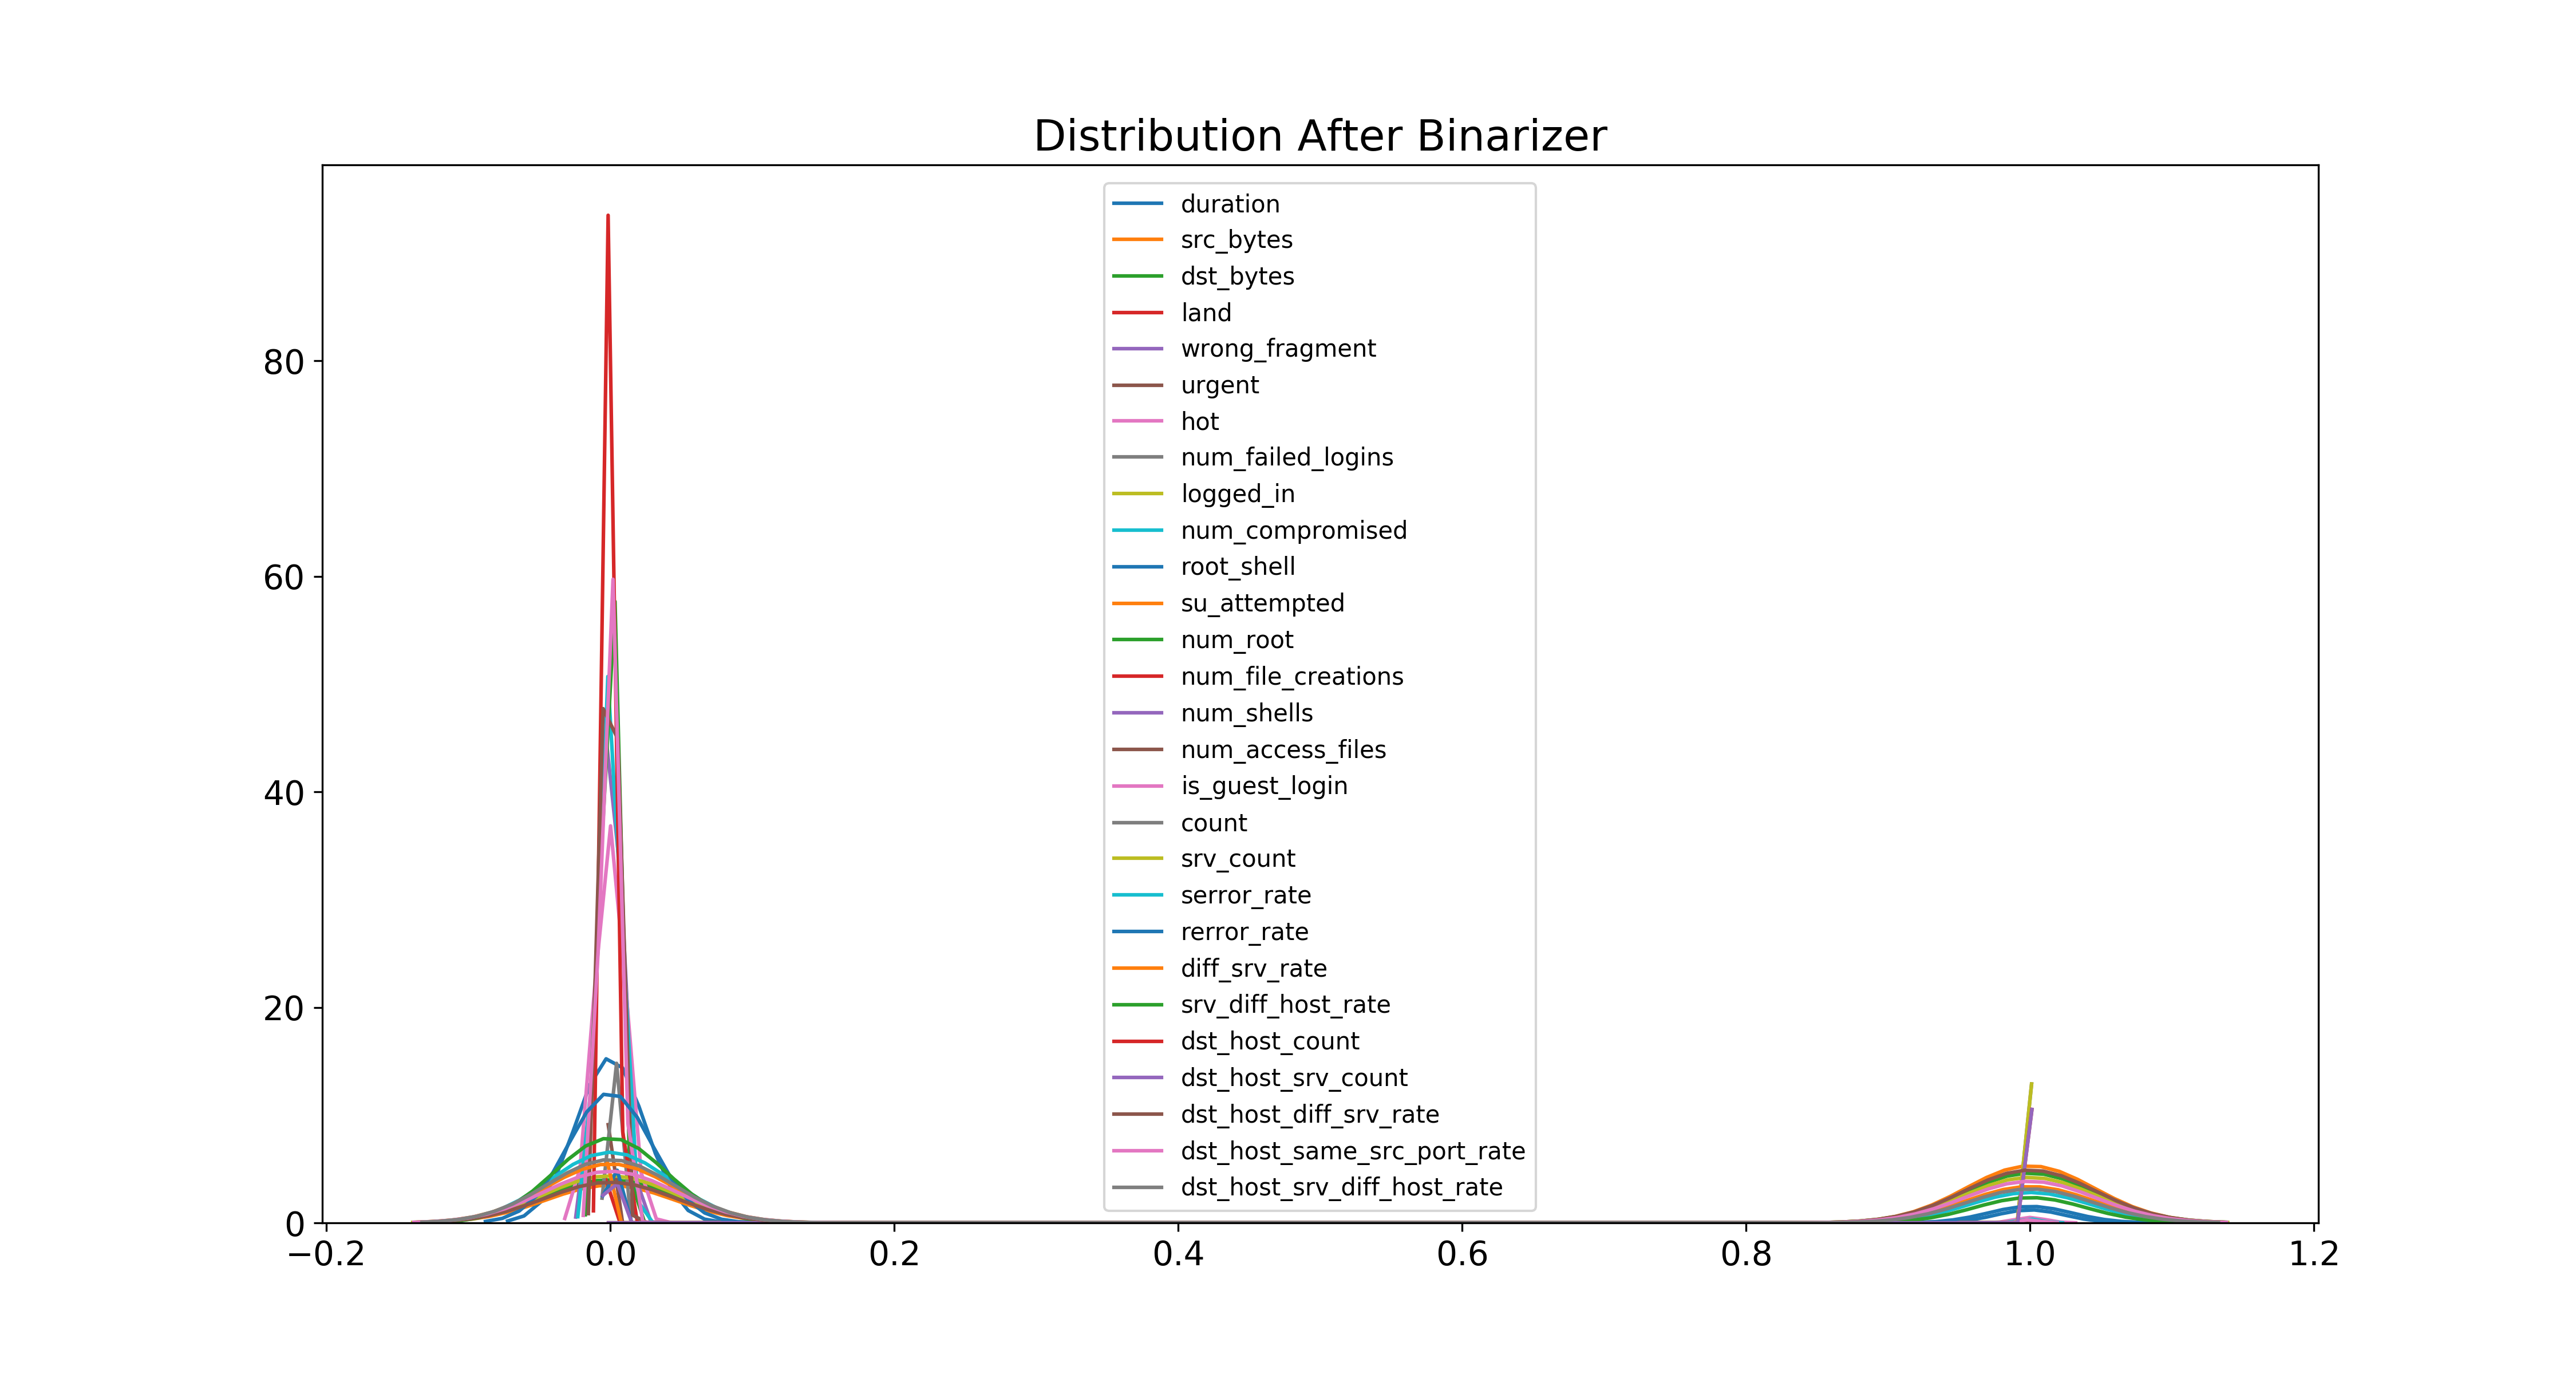 Distribution After Binarizer
duration
src_bytes
dst_bytes
land
wrong_fragment
urgent
hot
num_failed_logins
logged_in
num_compromised
root_shell
su_attempted
num_root
num_file_creations
num_shells
num_access_files
is_guest_login
count
srv_count
serror_rate
rerror_rate
diff_srv_rate
srv_diff_host_rate
dst_host_count
dst_host_srv_count
dst_host_diff_srv_rate
dst_host_same_src_port_rate
dst_host_srv_diff_host_rate
80
60
40
20
0
−0.2 0.0 0.2 0.4 0.6 0.8 1.0 1.2